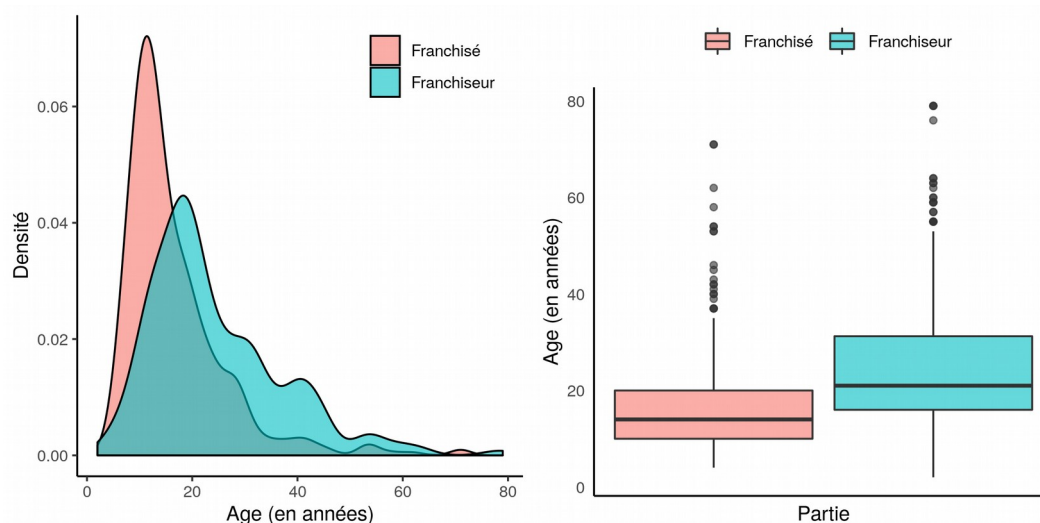 Densité
0.06
0.04
0.02
0.00
Franchisé
Franchiseur
0 20 40 60 80
Age (en années)
Franchisé Franchiseur
Age (en années)
80
60
40
20
0
Partie